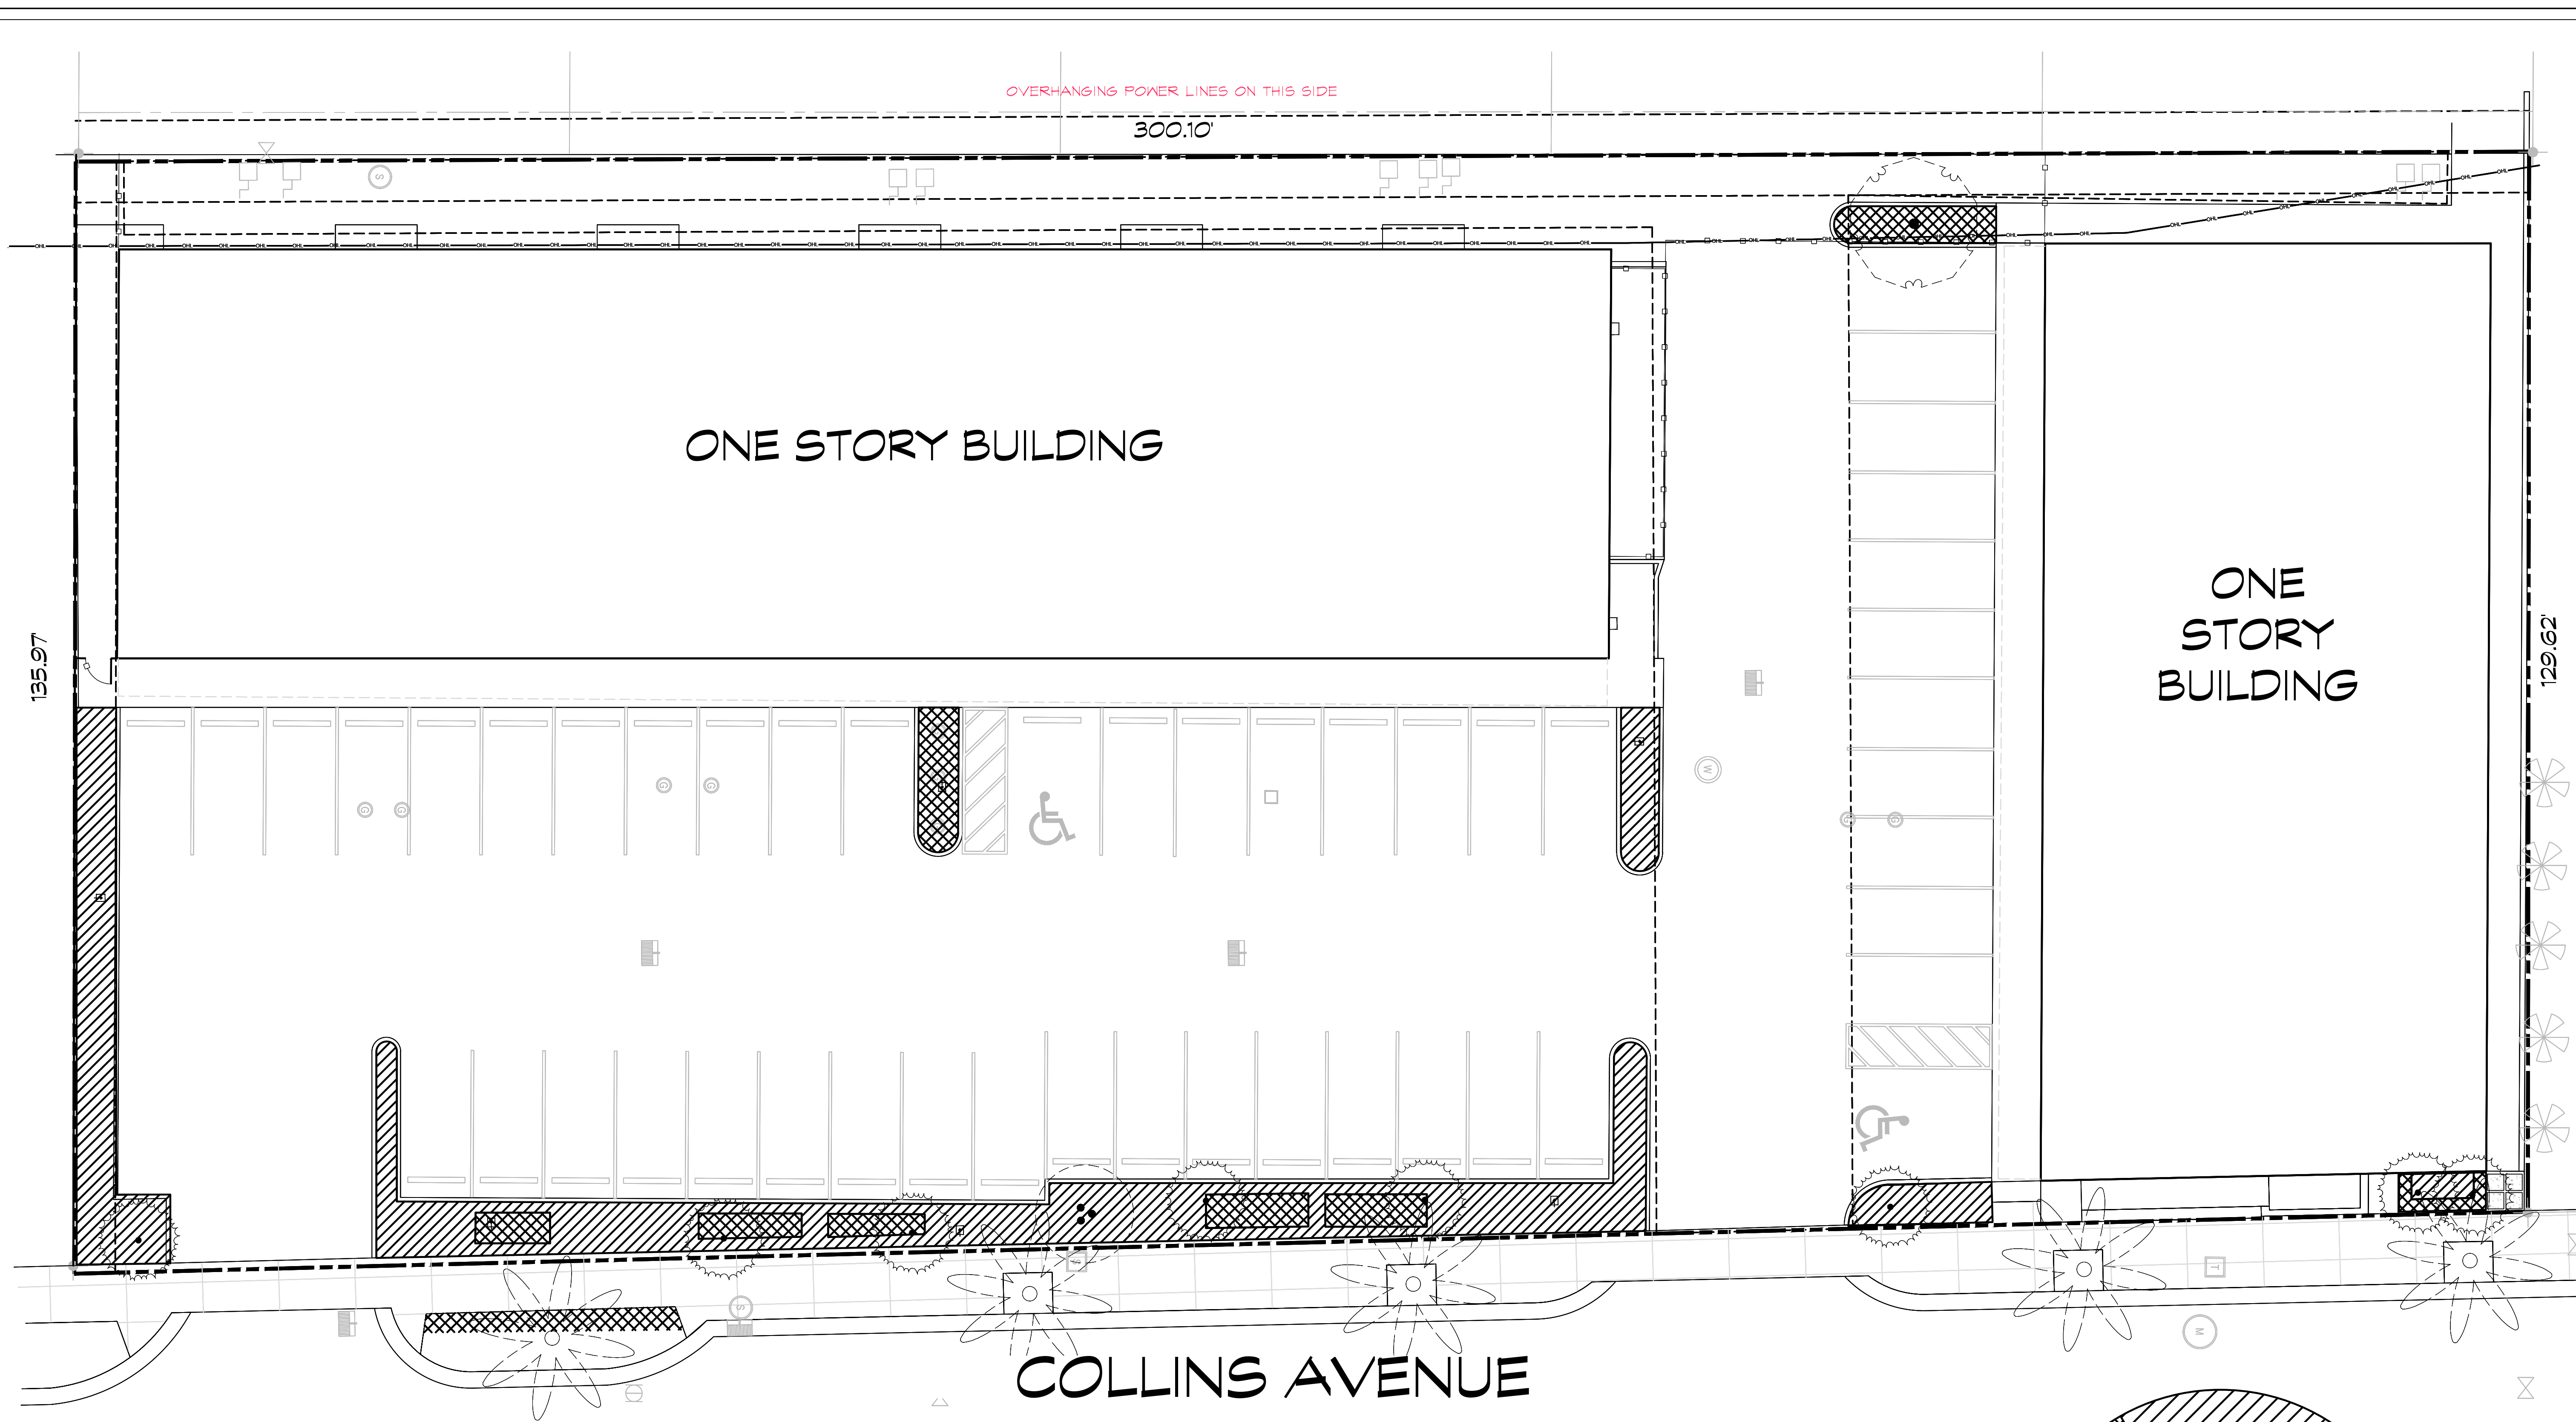 OVERHANGING POWER LINES ON THIS SIDE
300.10'
ONE STORY BUILDING
ONE
STORY
BUILDING
135.97'
129.62'
S
OHL
G
G
G
G
W
G
G
S
T
M
COLLINS AVENUE